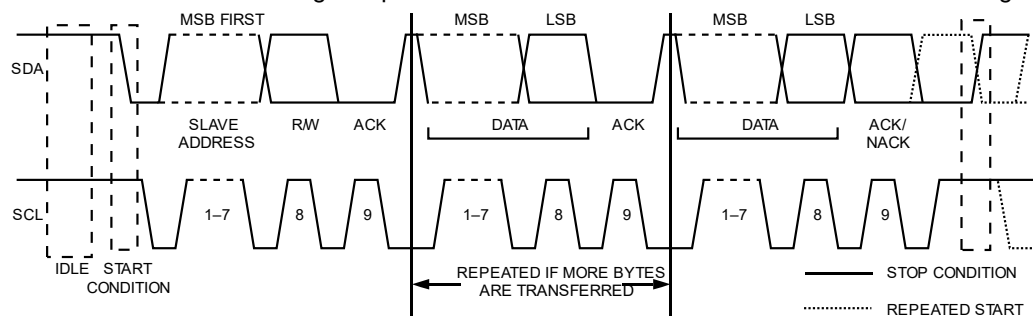 MSB FIRST MSB LSB MSB LSB
SDA
SLAVE ADDRESS R/W ACK DATA ACK DATA ACK/ NACK
SCL 1–7 8 9 1–7 8 9 1–7 8 9
IDLE START CONDITION
REPEATED IF MORE BYTES
ARE TRANSFERRED
STOP CONDITION
REPEATED START